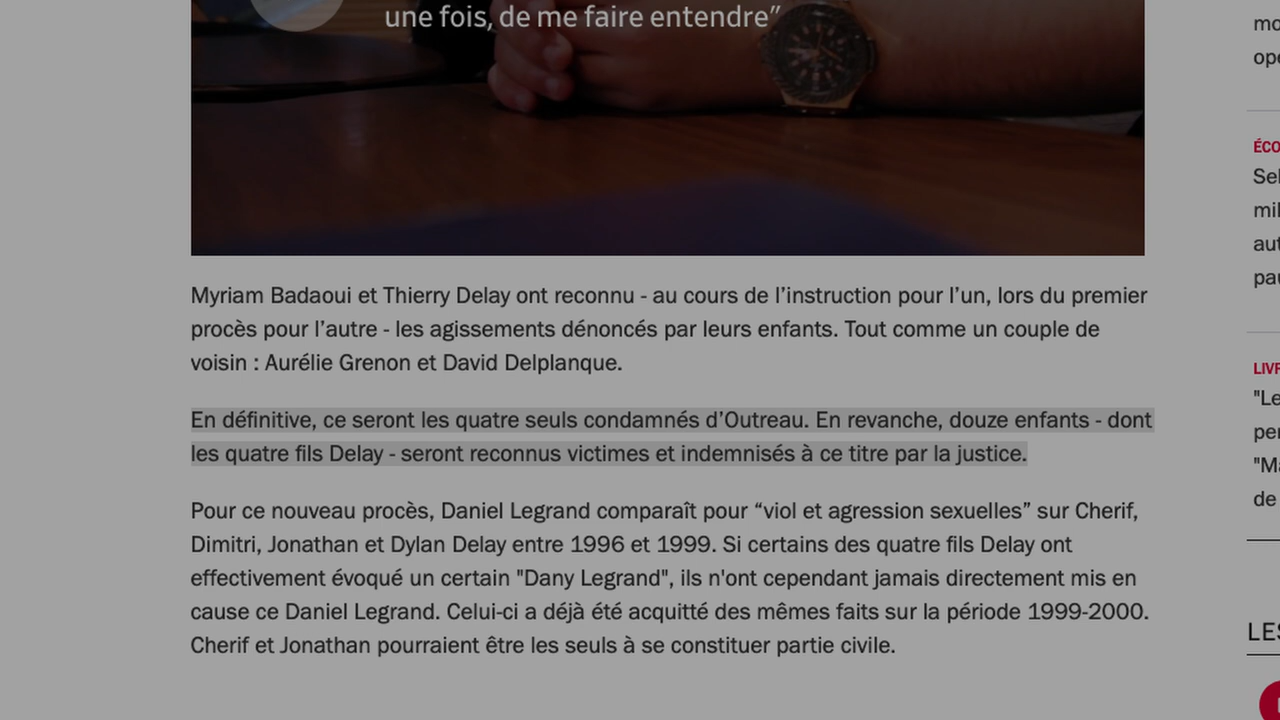 une fois, de me faire entendre”
Myriam Badaoui et Thierry Delay ont reconnu - au cours de l’instruction pour l’un, lors du premier
procès pour l’autre - les agissements dénoncés par leurs enfants. Tout comme un couple de
voisin : Aurélie Grenon et David Delplanque.
En définitive, ce seront les quatre seuls condamnés d’Outreau. En revanche, douze enfants - dont
les quatre fils Delay - seront reconnus victimes et indemnisés à ce titre par la justice.
Pour ce nouveau procès, Daniel Legrand comparaît pour “viol et agression sexuelles” sur Cherif,
Dimitri, Jonathan et Dylan Delay entre 1996 et 1999. Si certains des quatre fils Delay ont
effectivement évoqué un certain "Dany Legrand", ils n'ont cependant jamais directement mis en
cause ce Daniel Legrand. Celui-ci a déjà été acquitté des mêmes faits sur la période 1999-2000.
Cherif et Jonathan pourraient être les seuls à se constituer partie civile.
"Le
de